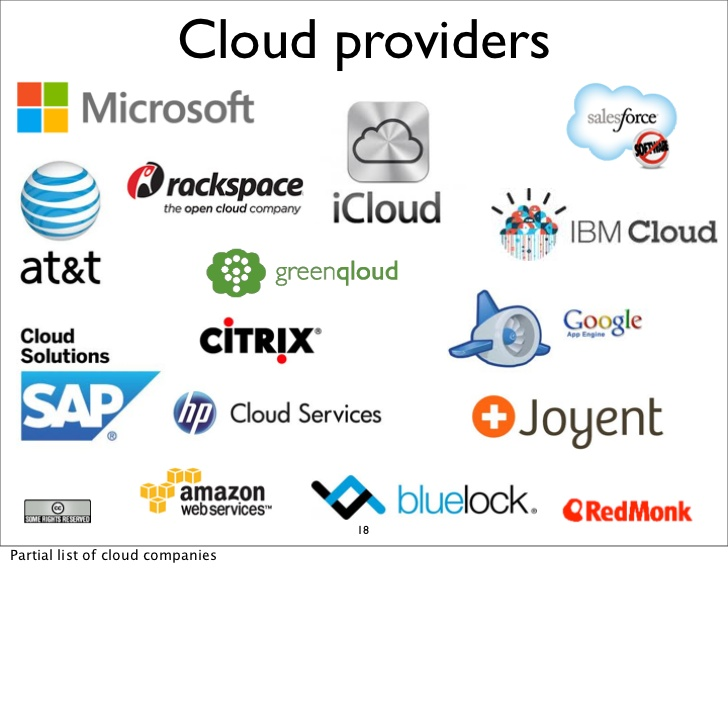 Cloud providers
Microsoft
iCloud
salesforce
SOFTWARE
rackspace
the open cloud company
at&t
IBM Cloud
greenqloud
Cloud
Solutions
SAP®
CiTRIX®
Google
App Engine
hp Cloud Services
Joyent
amazon
webservices™
bluelock®
RedMonk
cc
SOME RIGHTS RESERVED
18
Partial list of cloud companies